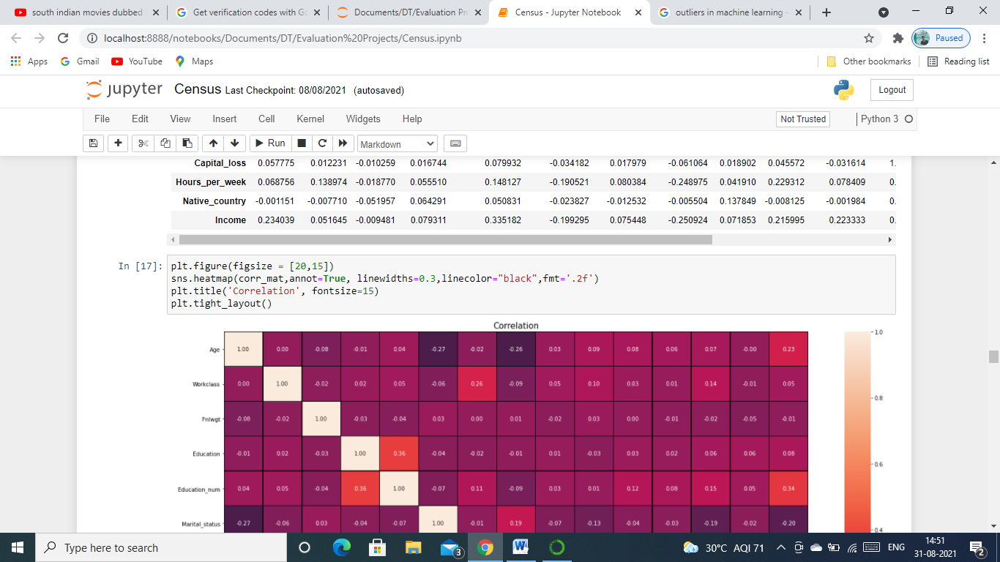 south indian movies dubbed
Get verification codes with Go
Documents/DT/Evaluation Pro
Census - Jupyter Notebook
outliers in machine learning -
localhost:8888/notebooks/Documents/DT/Evaluation%20Projects/Census.ipynb
Paused
Apps Gmail YouTube Maps Other bookmarks Reading list
jupyter Census Last Checkpoint: 08/08/2021 (autosaved) Logout
File Edit View Insert Cell Kernel Widgets Help Not Trusted Python 3
Run Markdown
Capital_loss 0.057775 0.012231 -0.010259 0.016744 0.079932 -0.034182 0.017979 -0.061064 0.018902 0.045572 -0.031614 1.
Hours_per_week 0.068756 0.138974 -0.018770 0.055510 0.148127 -0.190521 0.080384 -0.248975 0.041910 0.229312 0.078409 0.
Native_country -0.001151 -0.007710 -0.051957 0.064291 0.050831 -0.023827 -0.012532 -0.005504 0.137849 -0.008125 -0.001984 0.
Income 0.234039 0.051645 -0.009481 0.079311 0.335182 -0.199295 0.075448 -0.250924 0.071853 0.215995 0.223333 0.
In [17]: plt.figure(figsize = [20,15])
sns.heatmap(corr_mat,annot=True, linewidths=0.3,linecolor="black",fmt='.2f')
plt.title('Correlation', fontsize=15)
plt.tight_layout()
Correlation
Age 1.00 0.00 -0.08 -0.01 0.04 -0.27 -0.02 -0.26 0.03 0.09 0.08 0.06 0.07 -0.00 0.23
Workclass 0.00 1.00 -0.02 0.02 0.05 -0.06 0.26 -0.09 0.05 0.10 0.03 0.01 0.14 -0.01 0.05
Fnlwgt -0.08 -0.02 1.00 -0.03 -0.04 0.03 0.00 0.01 -0.02 0.03 0.00 -0.01 -0.02 -0.05 -0.01
Education -0.01 0.02 -0.03 1.00 0.36 -0.04 -0.02 -0.01 0.01 -0.03 0.03 0.02 0.06 0.06 0.08
Education_num 0.04 0.05 -0.04 0.36 1.00 -0.07 0.11 -0.09 0.03 0.01 0.12 0.08 0.15 0.05 0.34
Marital_status -0.27 -0.06 0.03 -0.04 -0.07 1.00 -0.01 0.19 -0.07 -0.13 -0.04 -0.03 -0.19 -0.02 -0.20
1.0
0.8
0.6
0.4
Type here to search
3
30°C AQI 71
ENG
14:51
31-08-2021
2